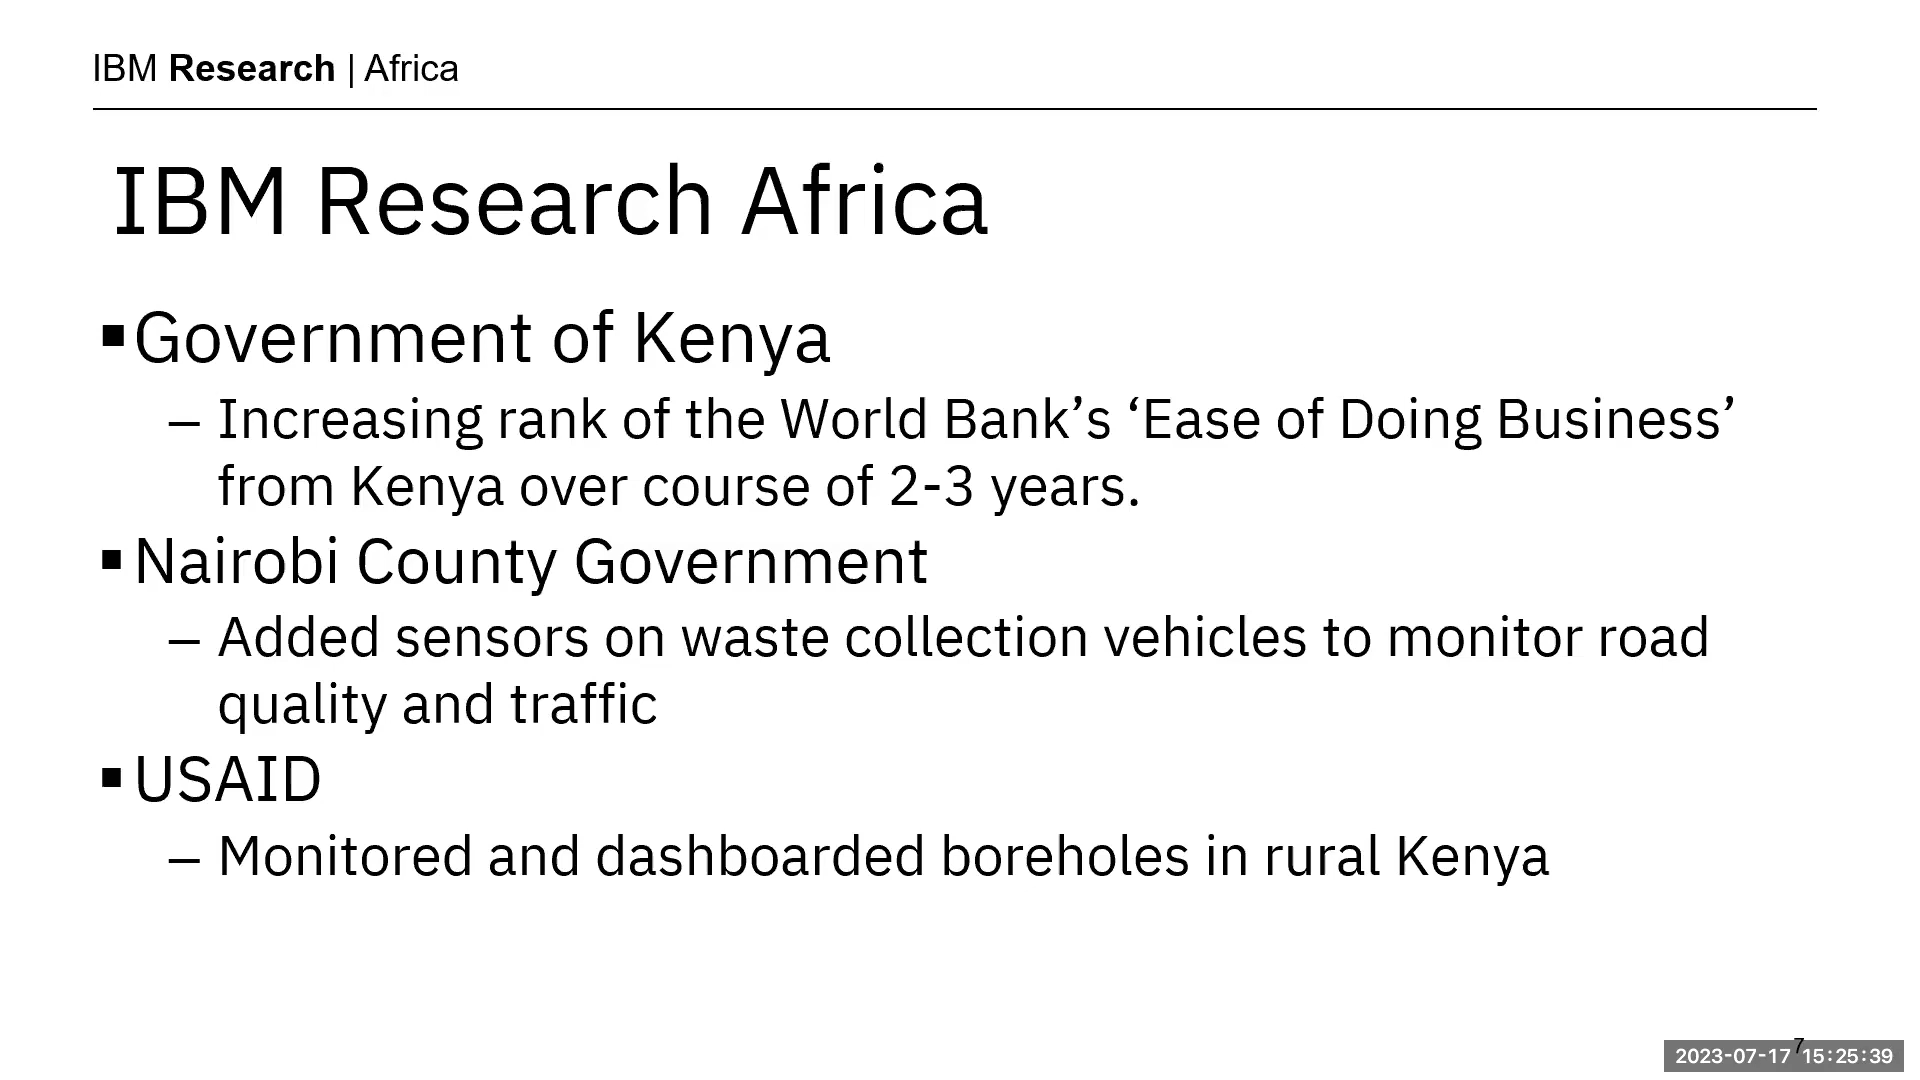 IBM Research | Africa
IBM Research Africa
▪Government of Kenya
– Increasing rank of the World Bank’s ‘Ease of Doing Business’
from Kenya over course of 2-3 years.
▪Nairobi County Government
– Added sensors on waste collection vehicles to monitor road
quality and traffic
▪USAID
– Monitored and dashboarded boreholes in rural Kenya
7
2023-07-17 15:25:39